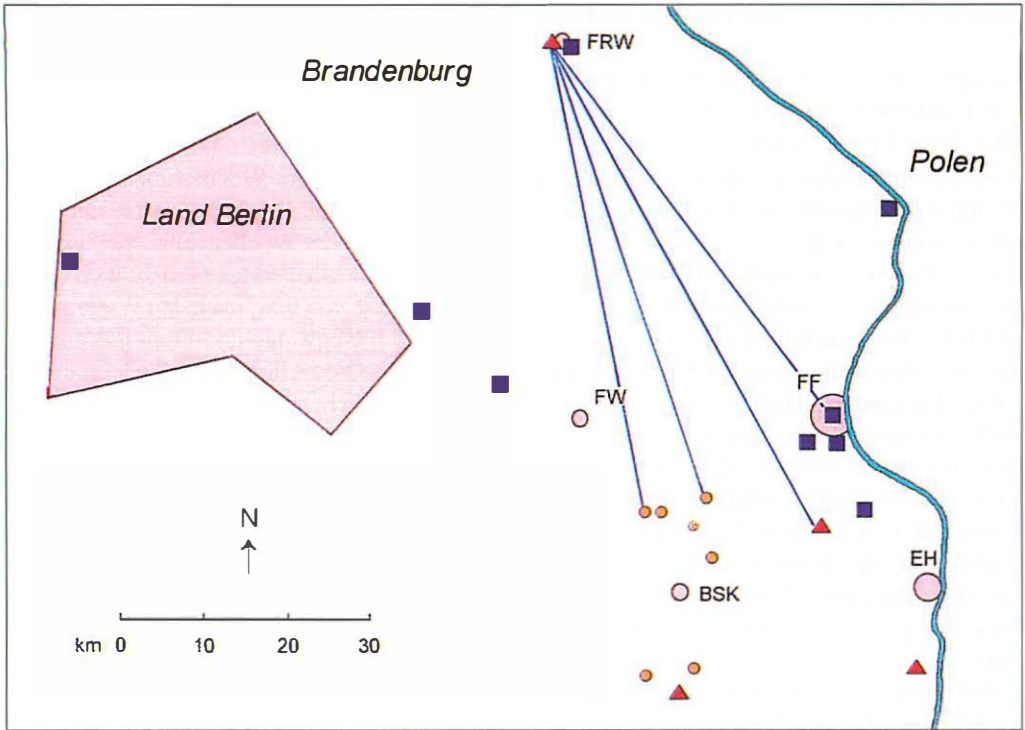 FRW
Brandenburg
Polen
Land Berlin
FF
FW
N
EH
BSK
km 0 10 20 30